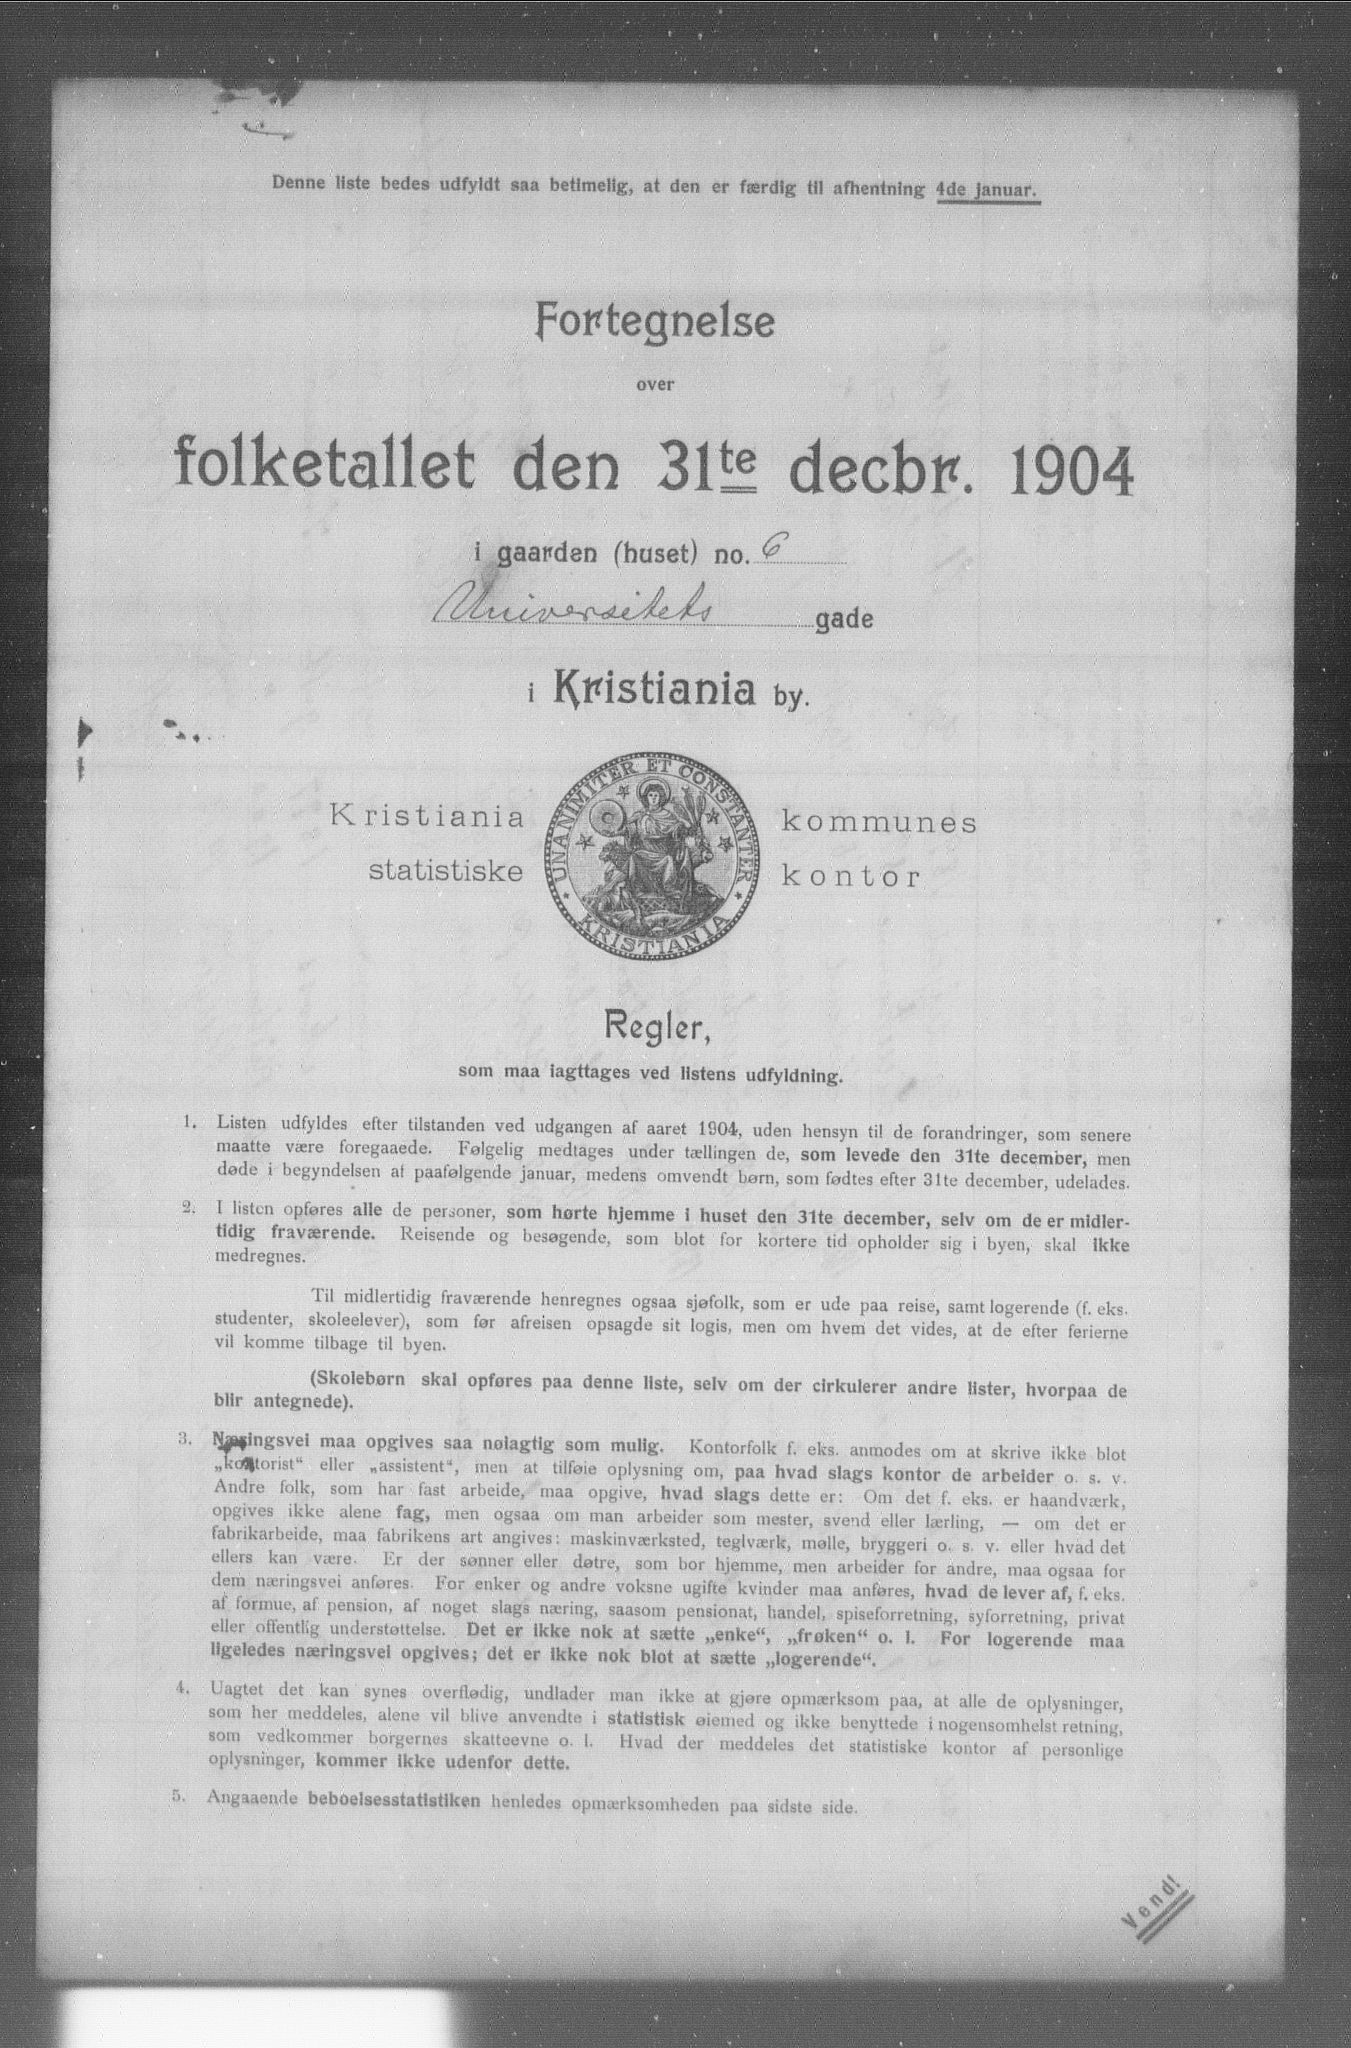 Denne liste bedes udfyldt saa betimelig, at den er færdig til afhentning 4de januar.
Fortegnelse
over
folketallet den 31te decbr. 1904
i gaarden (huset) no. 6
Universitets gade
i Kristiania by.
UNANIMITER ET CONSTANTER
KRISTIANIA
Kristiania kommunes
statistiske kontor
Regler,
som maa iagttages ved listens udfyldning.
1. Listen udfyldes efter tilstanden ved udgangen af aaret 1904, uden hensyn til de forandringer, som senere
maatte være foregaaede. Følgelig medtages under tællingen de, som levede den 31te december, men
døde i begyndelsen af paafølgende januar, medens omvendt børn, som fødtes efter 31te december, udelades.
2. I listen opføres alle de personer, som hørte hjemme i huset den 31te december, selv om de er midler-
tidig fraværende. Reisende og besøgende, som blot for kortere tid opholder sig i byen, skal ikke
medregnes.
Til midlertidig fraværende henregnes ogsaa sjøfolk, som er ude paa reise, samt logerende (f. eks.
studenter, skoleelever), som før afreisen opsagde sit logis, men om hvem det vides, at de efter ferierne
vil komme tilbage til byen.
(Skolebørn skal opføres paa denne liste, selv om der cirkulerer andre lister, hvorpaa de
blir antegnede).
3. Næringsvei maa opgives saa nøiagtig som mulig. Kontorfolk f. eks. anmodes om at skrive ikke blot
„kontorist“ eller „assistent“, men at tilføie oplysning om, paa hvad slags kontor de arbeider o. s. v.
Andre folk, som har fast arbeide, maa opgive, hvad slags dette er: Om det f. eks. er haandværk,
opgives ikke alene fag, men ogsaa om man arbeider som mester, svend eller lærling, — om det er
fabrikarbeide, maa fabrikens art angives: maskinværksted, teglværk, mølle, bryggeri o. s. v. eller hvad det
ellers kan være. Er der sønner eller døtre, som bor hjemme, men arbeider for andre, maa ogsaa for
dem næringsvei anføres. For enker og andre voksne ugifte kvinder maa anføres, hvad de lever af, f. eks.
af formue, af pension, af noget slags næring, saasom pensionat, handel, spiseforretning, syforretning, privat
eller offentlig understøttelse. Det er ikke nok at sætte „enke“, „frøken“ o. l. For logerende maa
ligeledes næringsvei opgives; det er ikke nok blot at sætte „logerende“.
4. Uagtet det kan synes overflødig, undlader man ikke at gjøre opmærksom paa, at alle de oplysninger,
som her meddeles, alene vil blive anvendte i statistisk øiemed og ikke benyttede i nogensomhelst retning,
som vedkommer borgernes skatteevne o. l. Hvad der meddeles det statistiske kontor af personlige
oplysninger, kommer ikke udenfor dette.
5. Angaaende beboelsesstatistiken henledes opmærksomheden paa sidste side.
Vend!